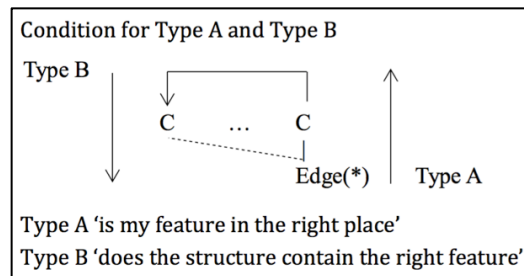 Condition for Type A and Type B
Type B
C ... C
Edge(*) Type A
Type A ‘is my feature in the right place’
Type B ‘does the structure contain the right feature’